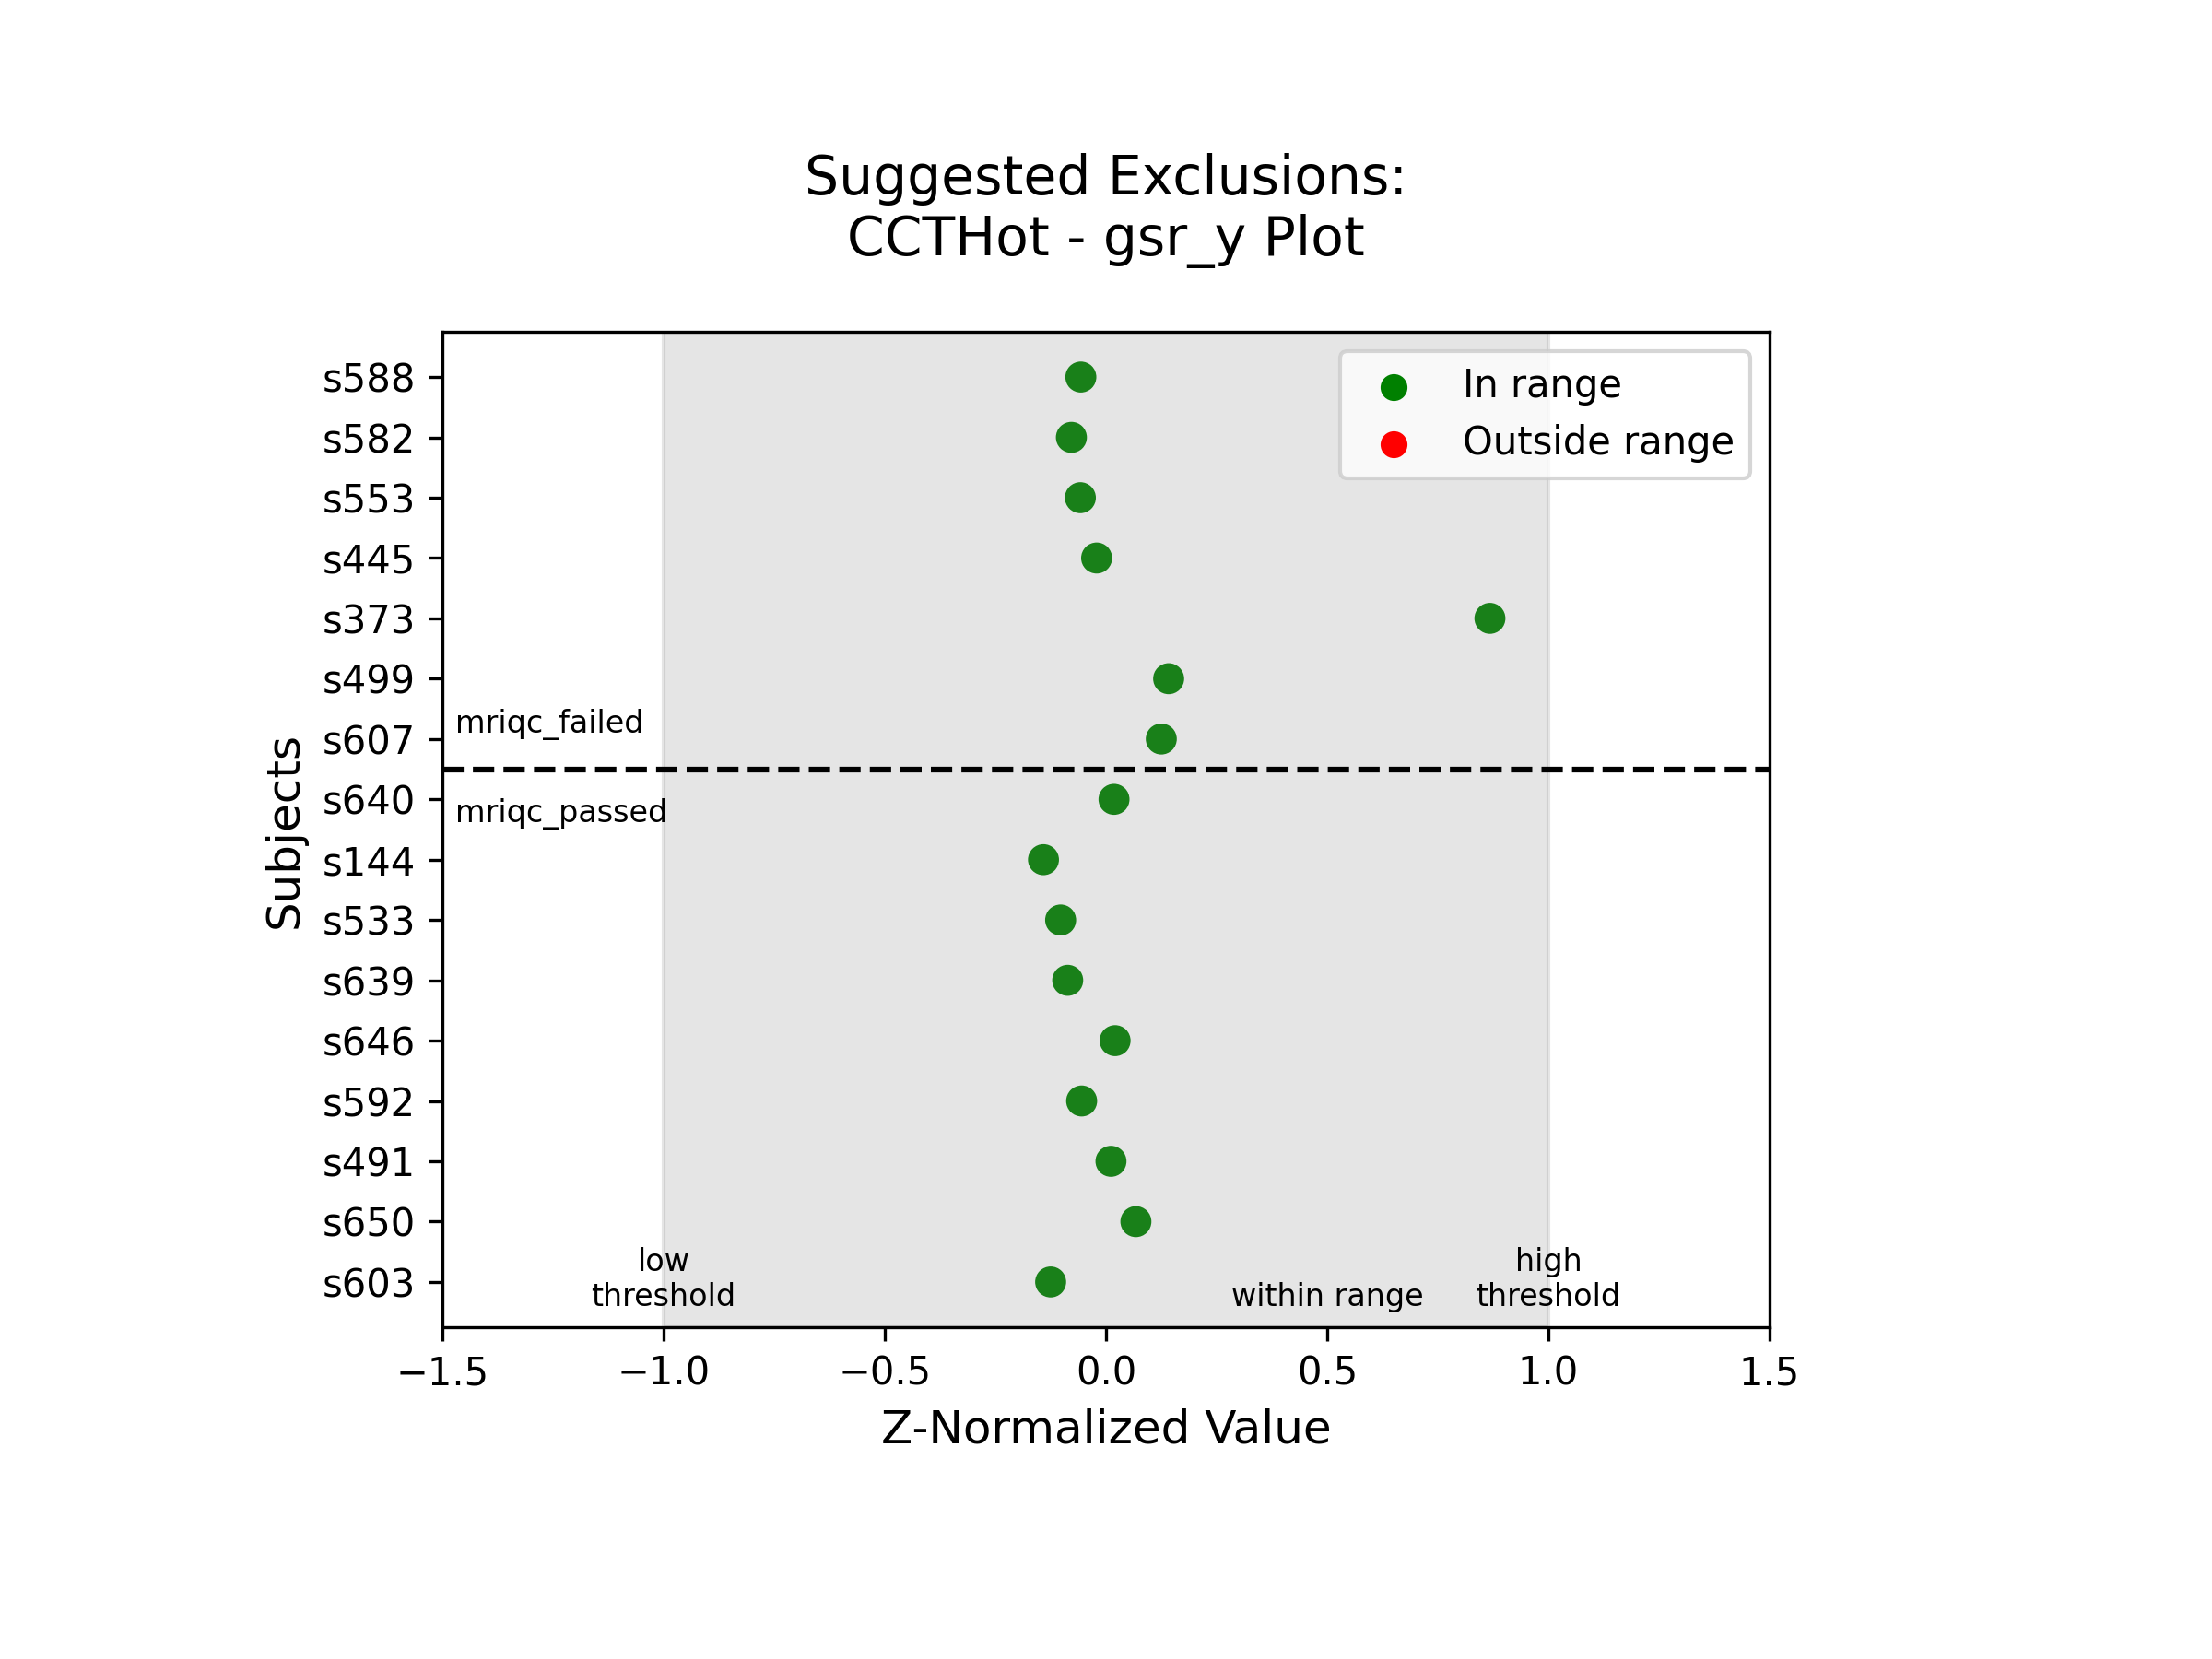 Suggested Exclusions:
CCTHot - gsr_y Plot
In range
Outside range
s588
s582
s553
s445
s373
s499
s607
s640
s144
s533
s639
s646
s592
s491
s650
s603
Subjects
mriqc_failed
mriqc_passed
low
threshold
within range
high
threshold
−1.5
−1.0
−0.5
0.0
0.5
1.0
1.5
Z-Normalized Value